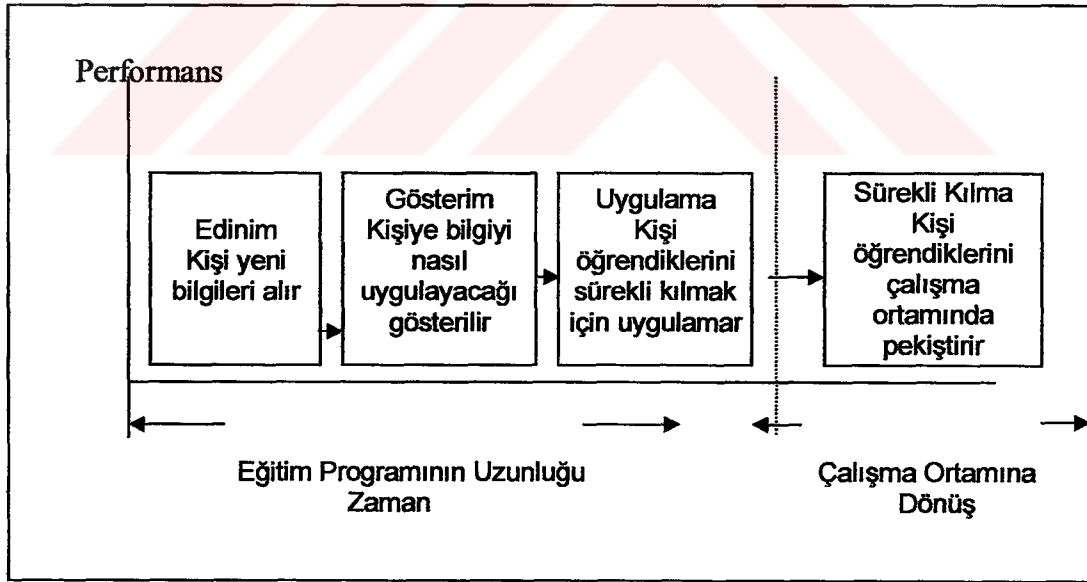 Performans
Edinim
Kişi yeni
bilgileri alır
Gösterim
Kişiye bilgiyi
nasıl
uygulayacağı
gösterilir
Uygulama
Kişi
öğrendiklerini
sürekli kılmak
için uygulamar
Sürekli Kılma
Kişi
öğrendiklerini
çalışma
ortamında
pekiştirir
Eğitim Programının Uzunluğu
Zaman
Çalışma Ortamına
Dönüş